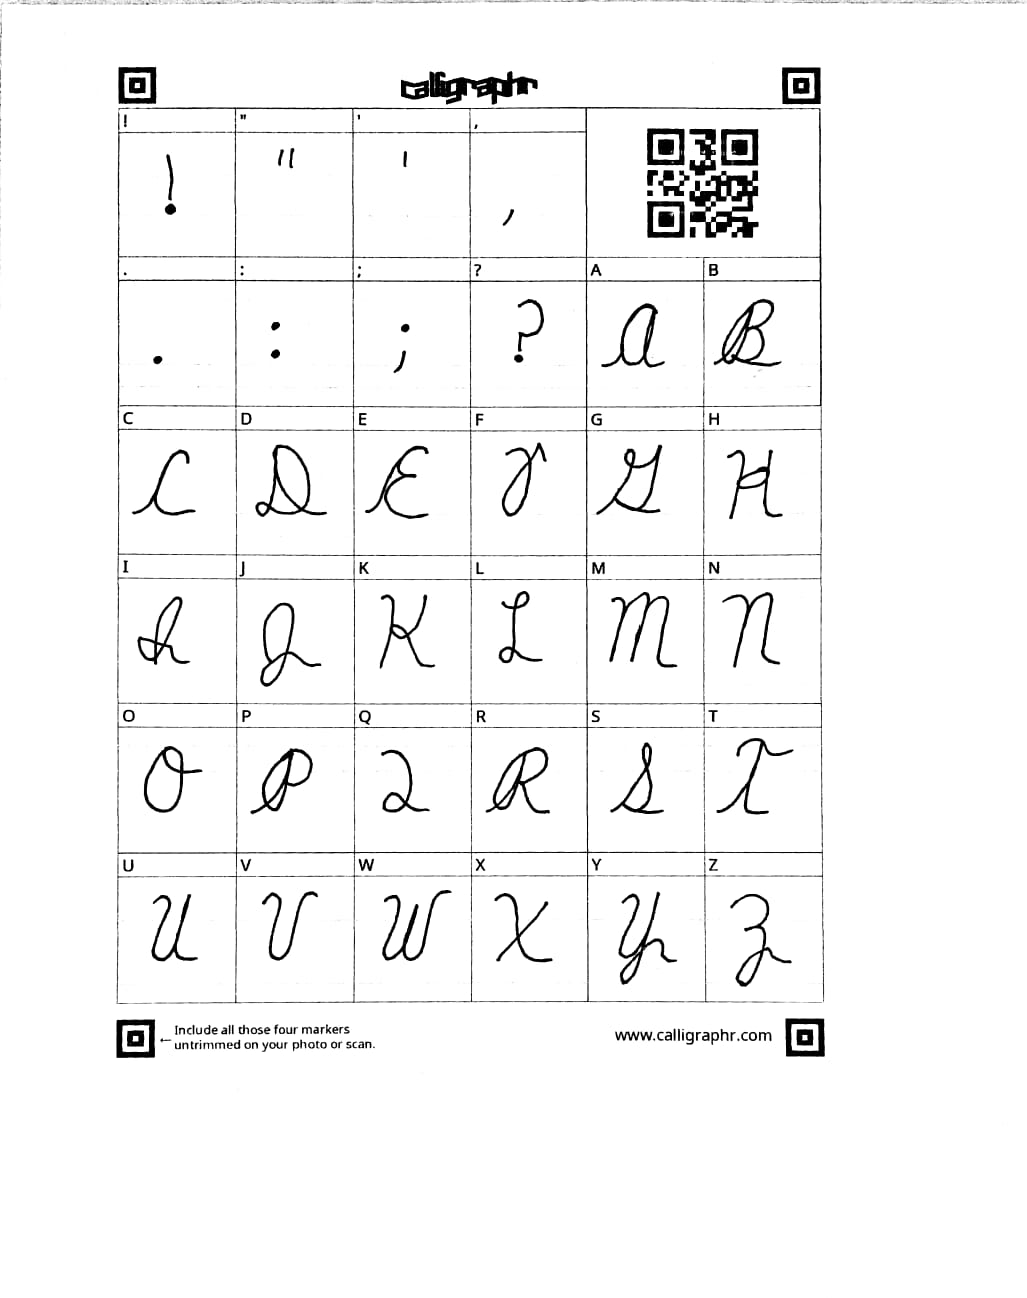 calligraphr
! " ' ,
! " ' ,
. : ; ? A B
. : ; ? A B
C D E F G H
C D E F G H
I J K L M N
I J K L M N
O P Q R S T
O P Q R S T
U V W X Y Z
U V W X Y Z
← Include all those four markers
untrimmed on your photo or scan.
www.calligraphr.com